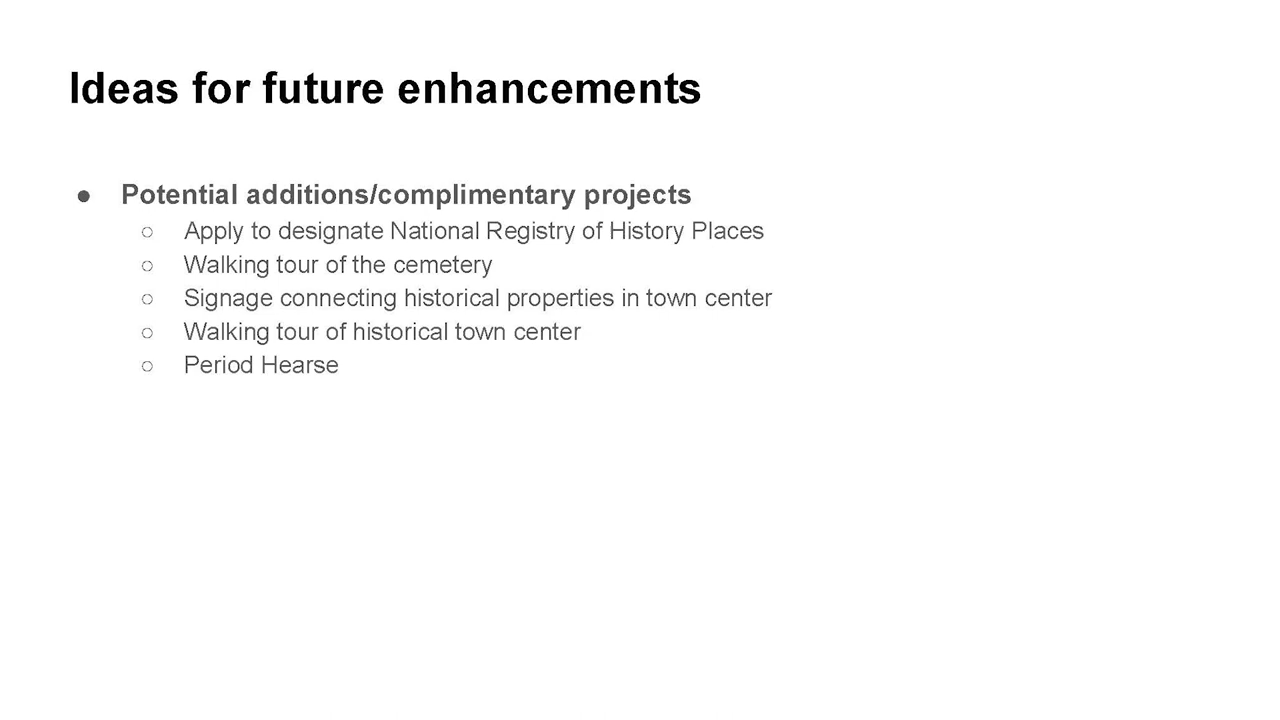 Ideas for future enhancements
● Potential additions/complimentary projects
○ Apply to designate National Registry of History Places
○ Walking tour of the cemetery
○ Signage connecting historical properties in town center
○ Walking tour of historical town center
○ Period Hearse